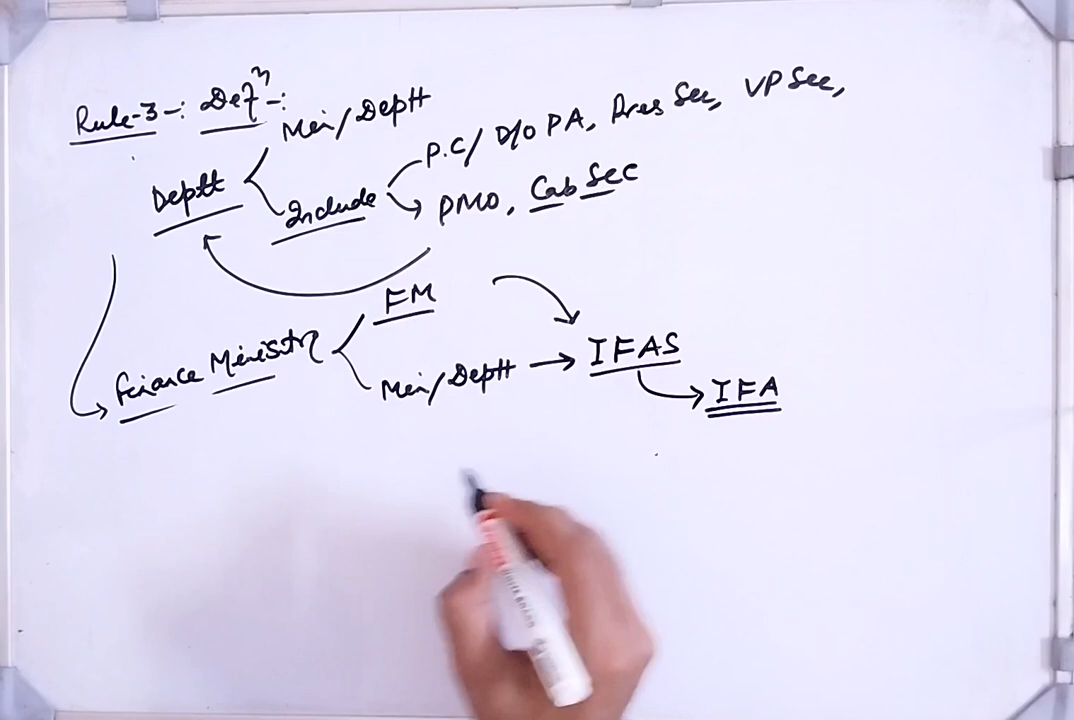 Rule-3-: Defⁿ-:
Min/Deptt
Deptt
Include
P.C/ D/o PA, Pres Sec, VP Sec,
PMO, Cab Sec
Finance Ministry
FM
Min/Deptt → IFAS
IFA